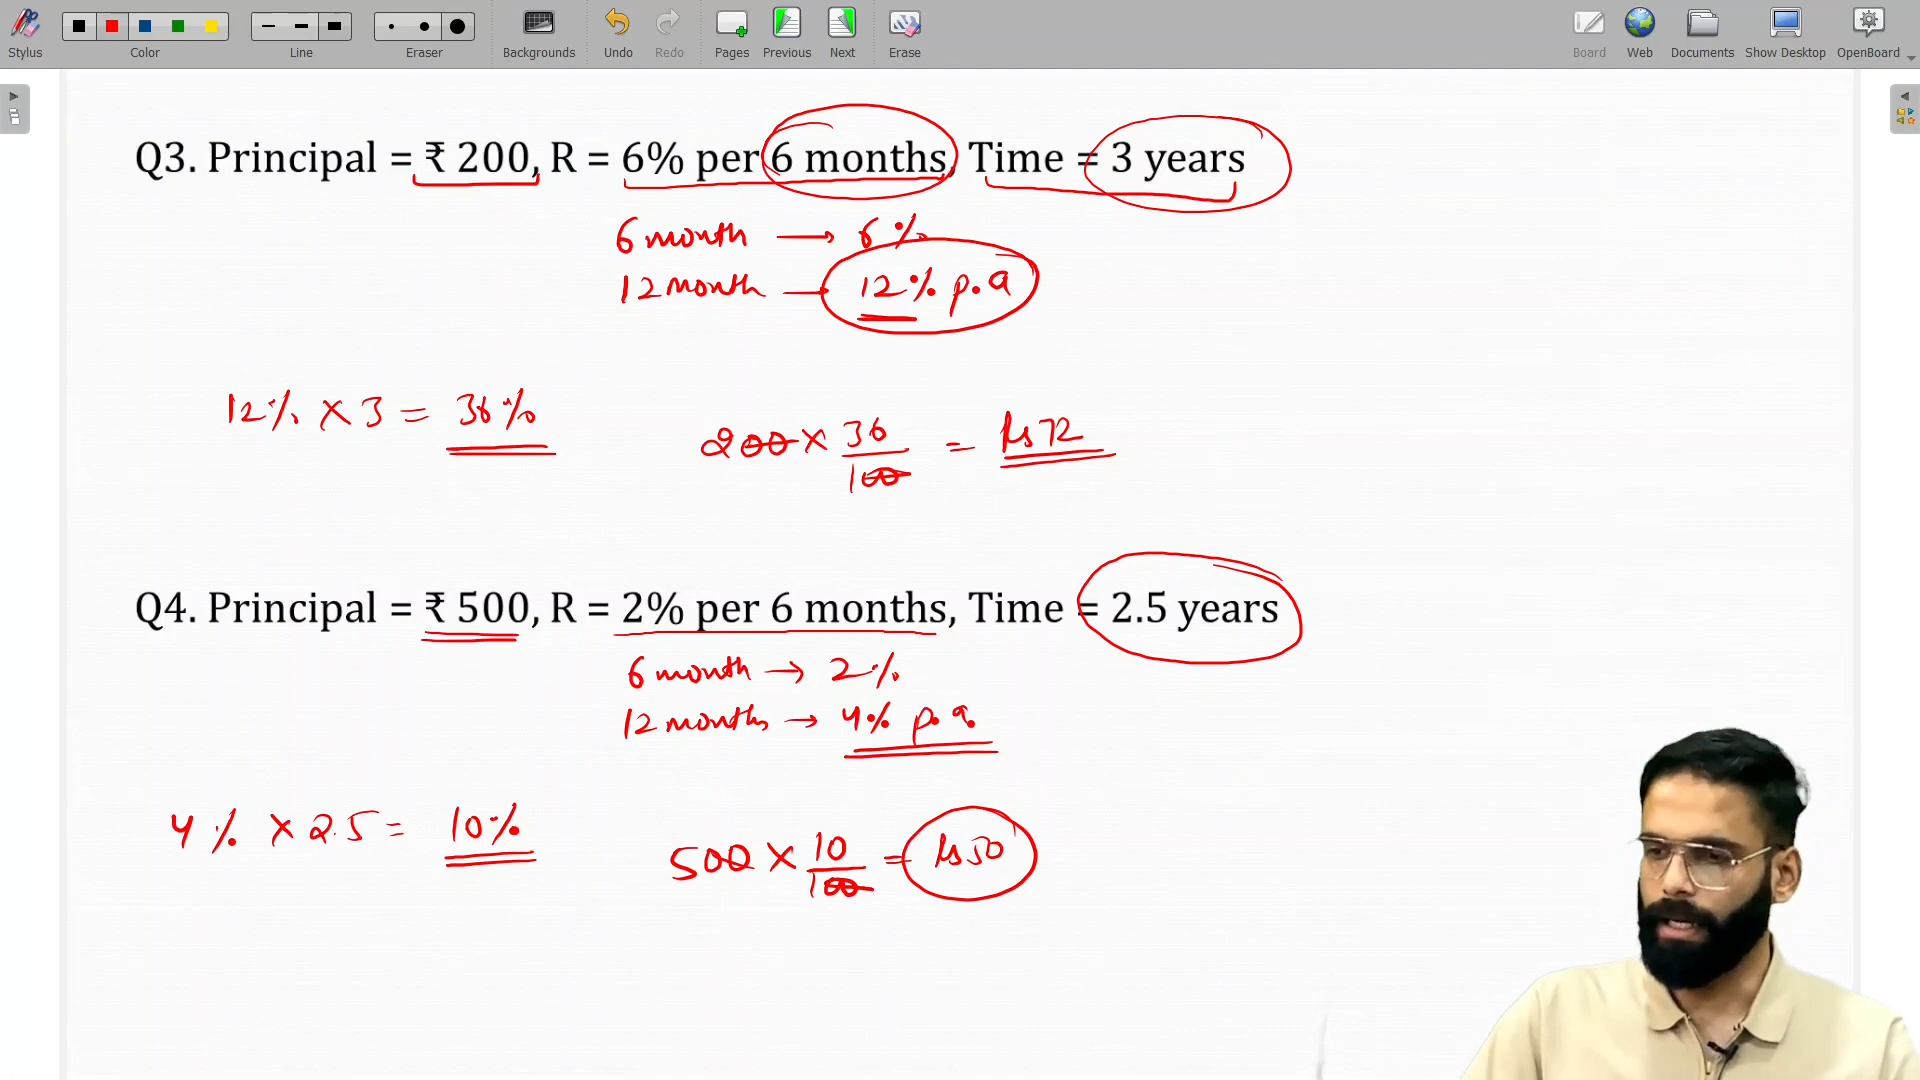 Stylus Color Line Eraser Backgrounds Undo Redo Pages Previous Next Erase Board Web Documents Show Desktop OpenBoard
Q3. Principal = ₹ 200, R = 6% per 6 months, Time = 3 years
6 month → 6%
12 month → 12% p.a
12% × 3 = 36%
200 × 36/100 = Rs 72
Q4. Principal = ₹ 500, R = 2% per 6 months, Time = 2.5 years
6 month → 2%
12 months → 4% p.a.
4% × 2.5 = 10%
500 × 10/100 = Rs 50